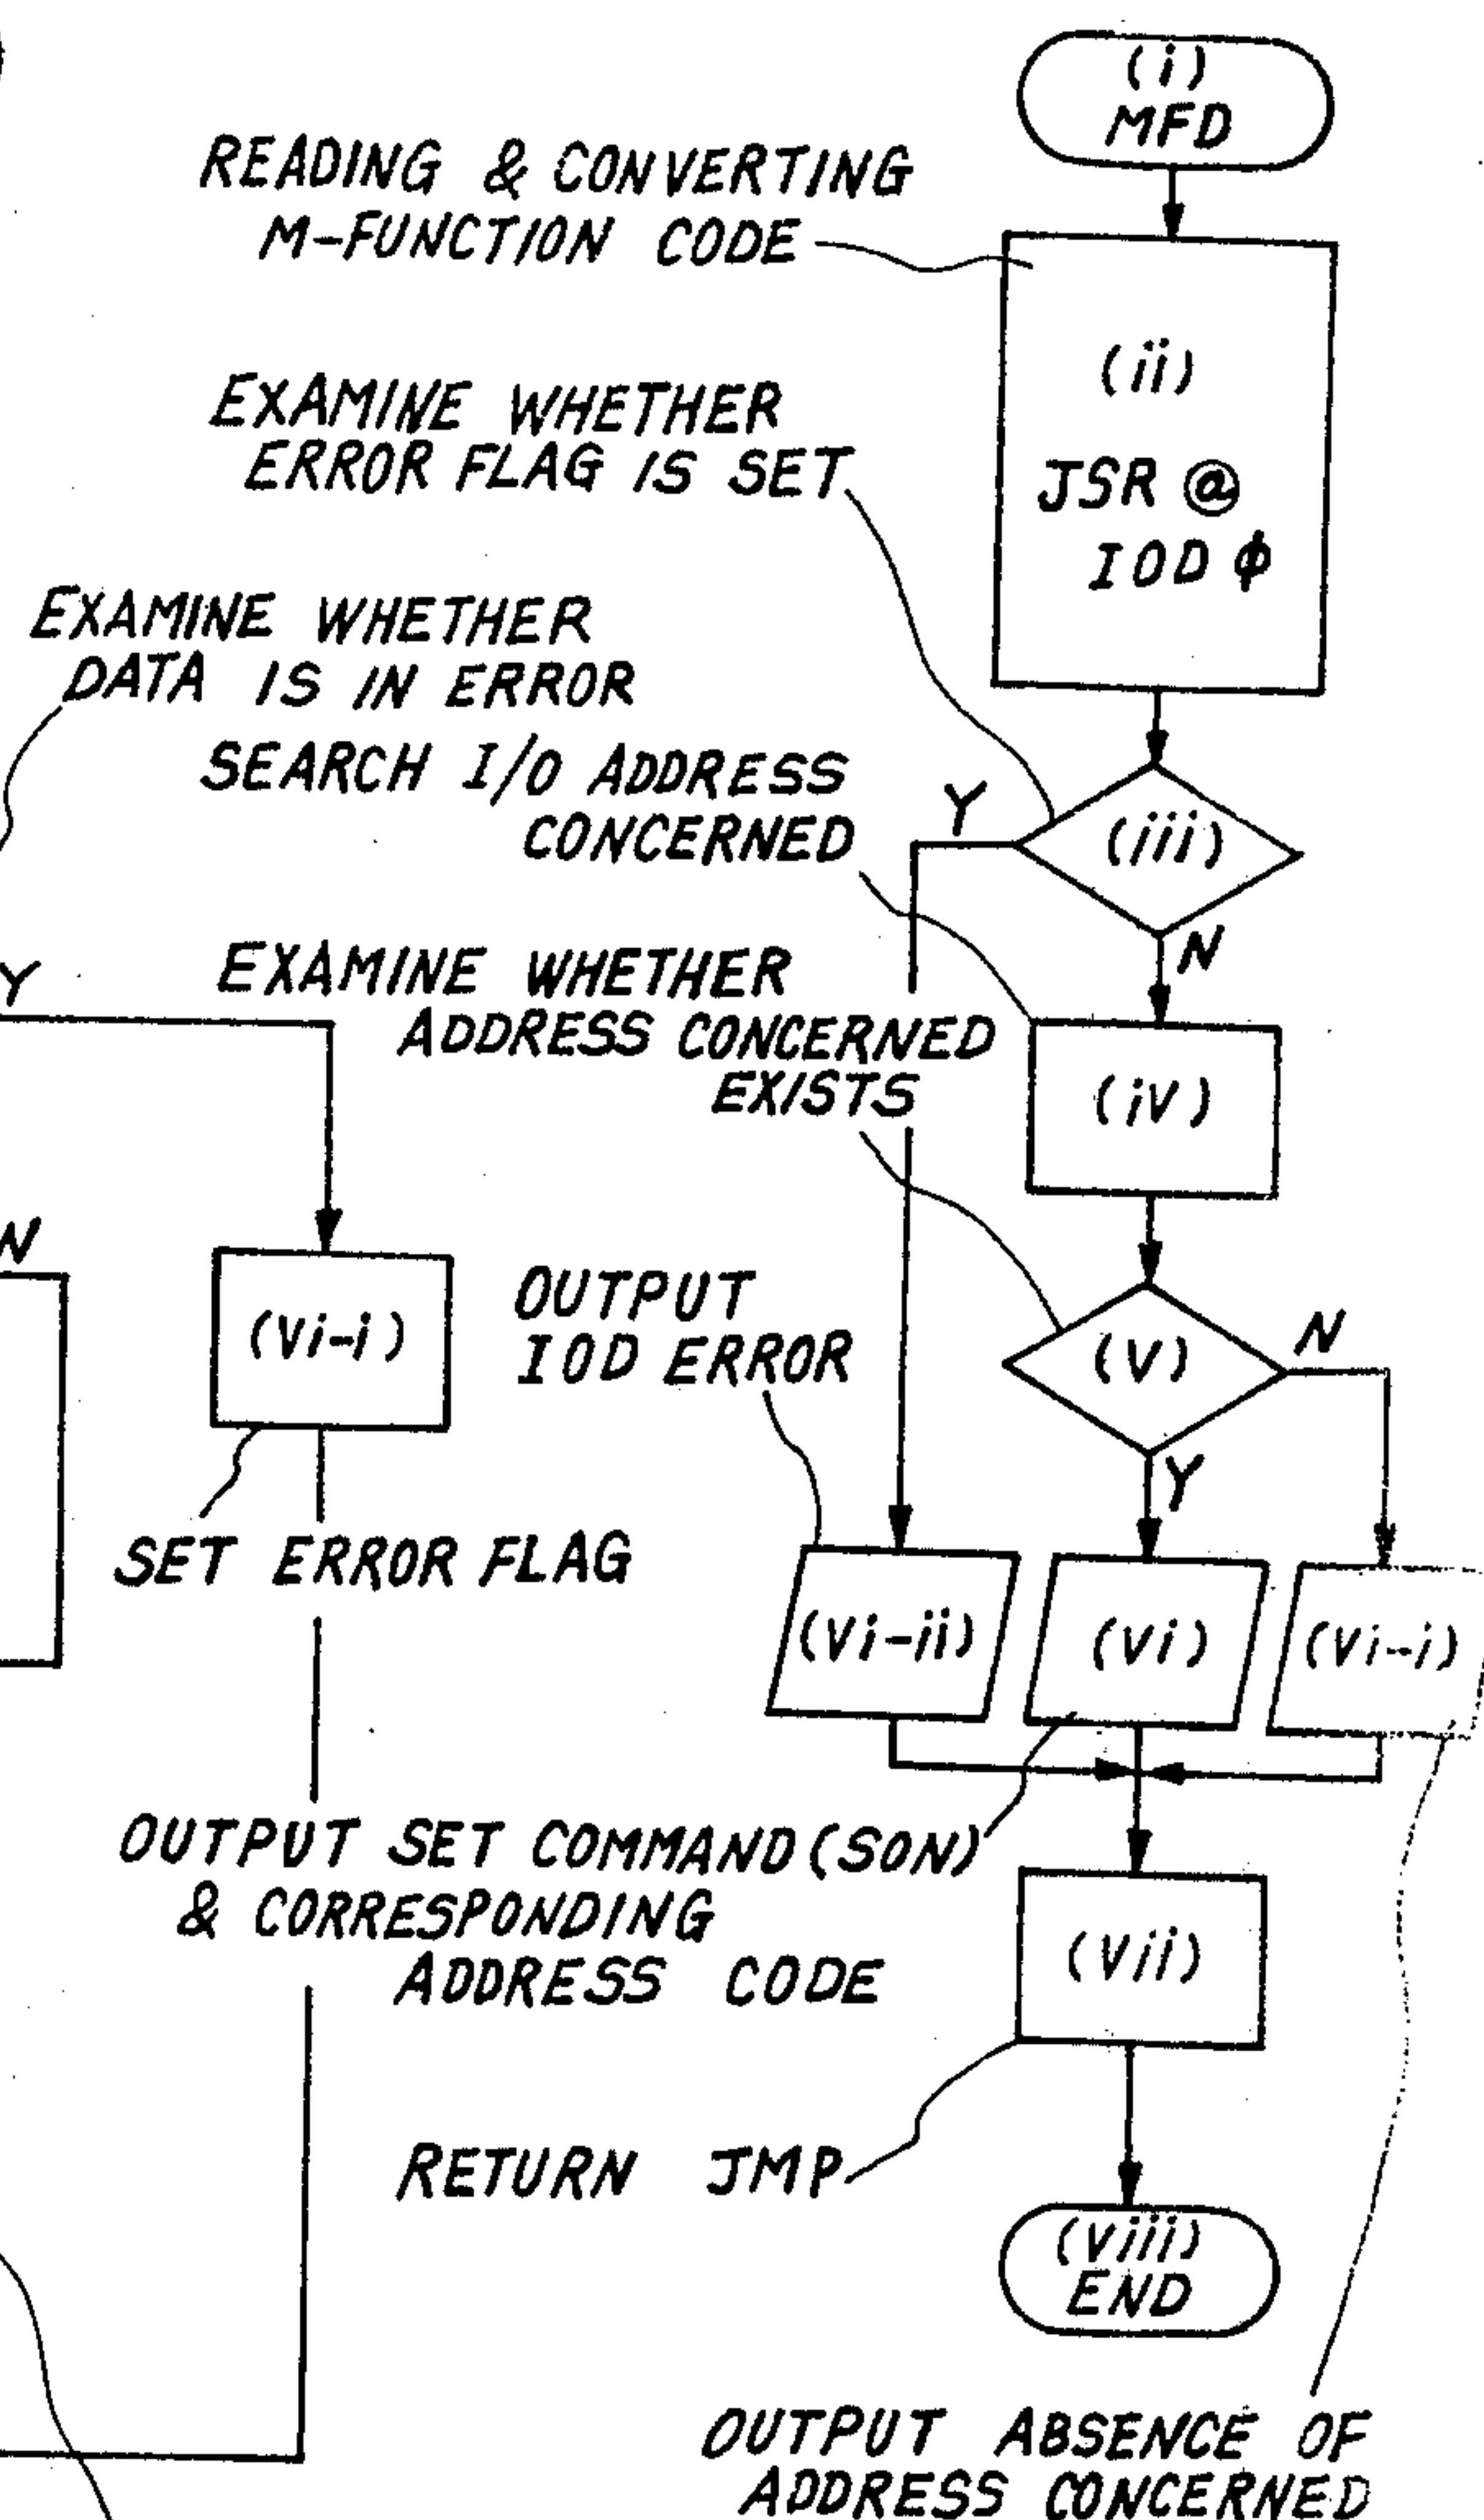 (i)
MFD
READING & CONVERTING
M-FUNCTION CODE
(ii)
JSR @
IOD φ
EXAMINE WHETHER
ERROR FLAG IS SET
EXAMINE WHETHER
DATA IS IN ERROR
SEARCH I/O ADDRESS
CONCERNED
Y
(iii)
N
Y
EXAMINE WHETHER
ADDRESS CONCERNED
EXISTS
(iv)
N
(vi-i)
OUTPUT
IOD ERROR
(v)
N
Y
SET ERROR FLAG
(vi-ii)
(vi)
(vi-i)
OUTPUT SET COMMAND (SON)
& CORRESPONDING
ADDRESS CODE
(vii)
RETURN JMP
(viii)
END
OUTPUT ABSENCE OF
ADDRESS CONCERNED